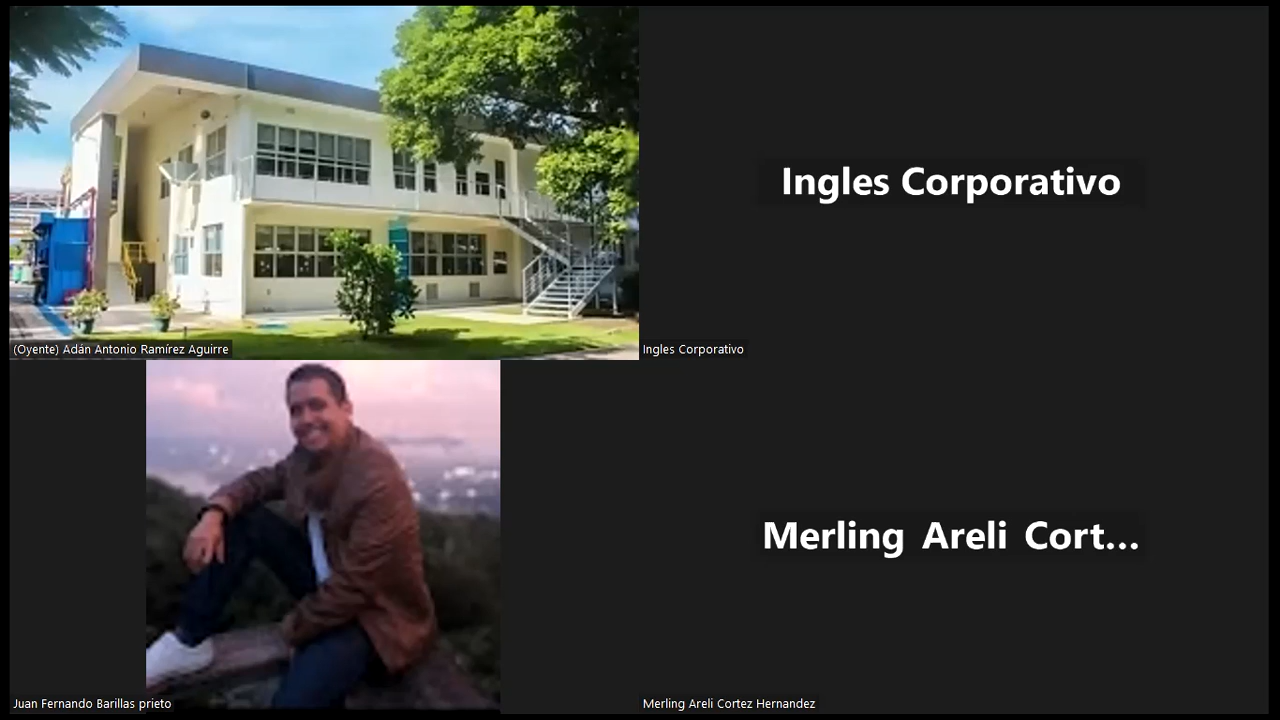 Ingles Corporativo
(Oyente) Adán Antonio Ramírez Aguirre
Ingles Corporativo
Merling Areli Cort...
Juan Fernando Barillas prieto
Merling Areli Cortez Hernandez